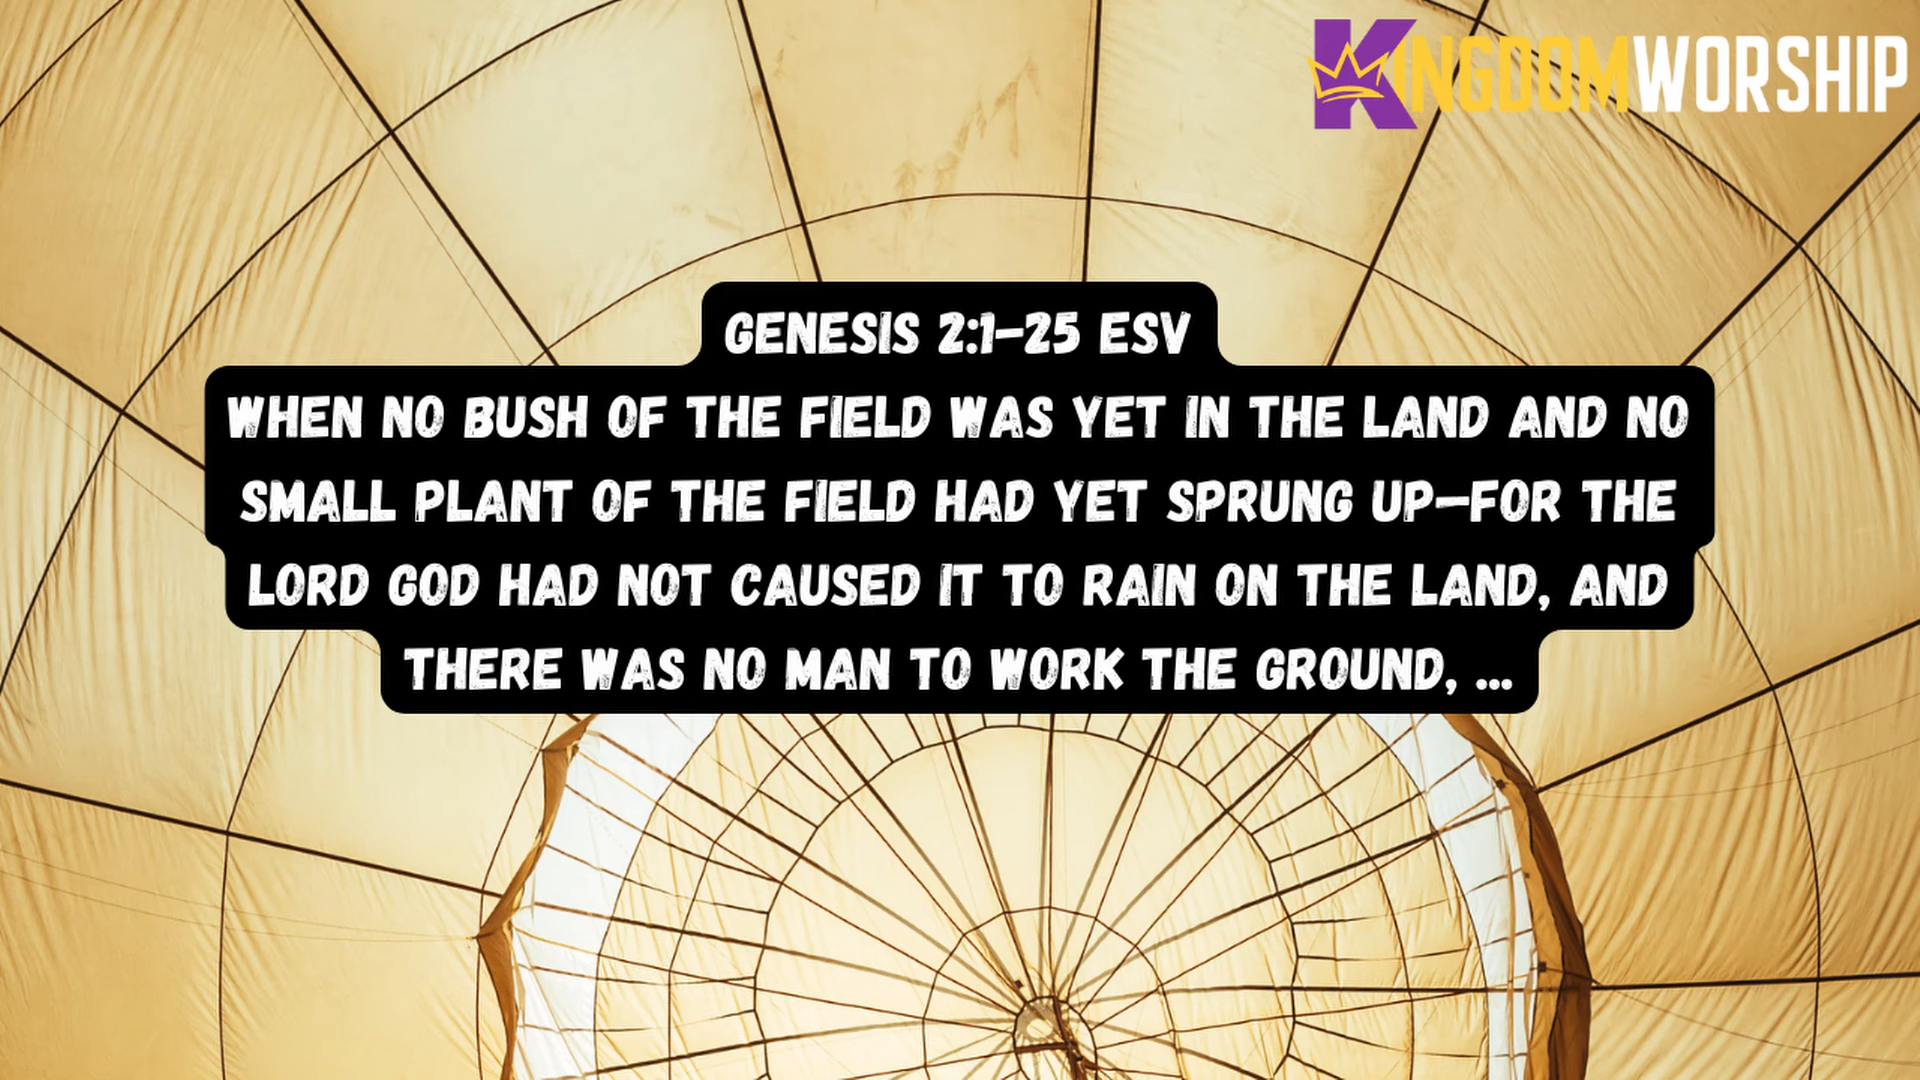 KINGDOMWORSHIP
GENESIS 2:1-25 ESV
WHEN NO BUSH OF THE FIELD WAS YET IN THE LAND AND NO
SMALL PLANT OF THE FIELD HAD YET SPRUNG UP—FOR THE
LORD GOD HAD NOT CAUSED IT TO RAIN ON THE LAND, AND
THERE WAS NO MAN TO WORK THE GROUND, ...